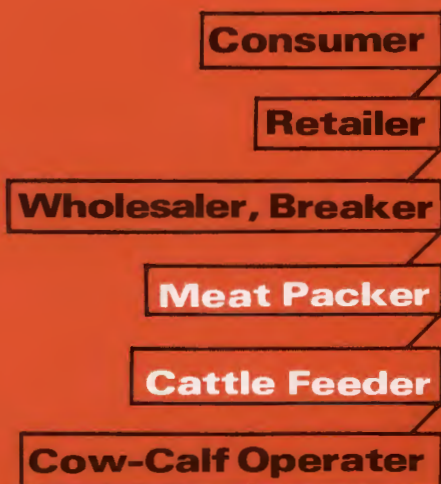 Consumer
Retailer
Wholesaler, Breaker
Meat Packer
Cattle Feeder
Cow-Calf Operater